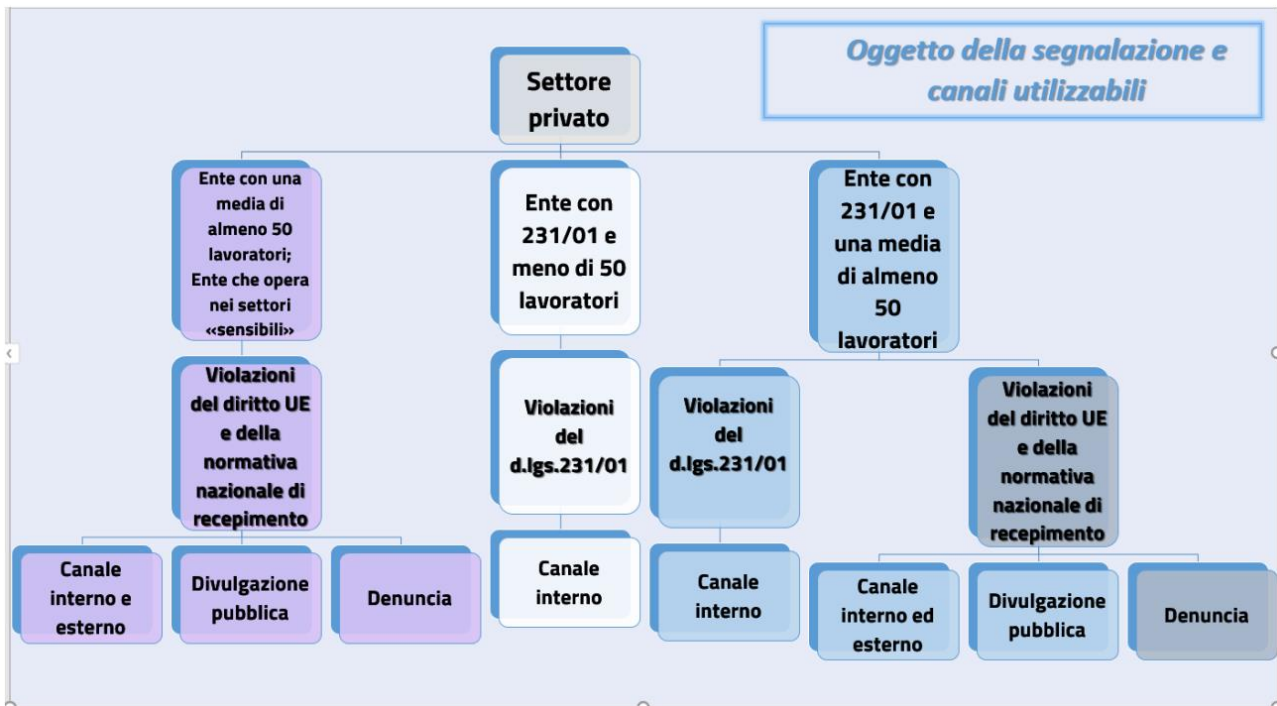 Oggetto della segnalazione e
canali utilizzabili
Settore
privato
Ente con una
media di
almeno 50
lavoratori;
Ente che opera
nei settori
«sensibili»
Ente con
231/01 e
meno di 50
lavoratori
Ente con
231/01 e
una media
di almeno
50
lavoratori
Violazioni
del diritto UE
e della
normativa
nazionale di
recepimento
Violazioni
del
d.lgs.231/01
Violazioni
del
d.lgs.231/01
Violazioni
del diritto UE
e della
normativa
nazionale di
recepimento
Canale
interno e
esterno
Divulgazione
pubblica
Denuncia
Canale
interno
Canale
interno
Canale
interno ed
esterno
Divulgazione
pubblica
Denuncia